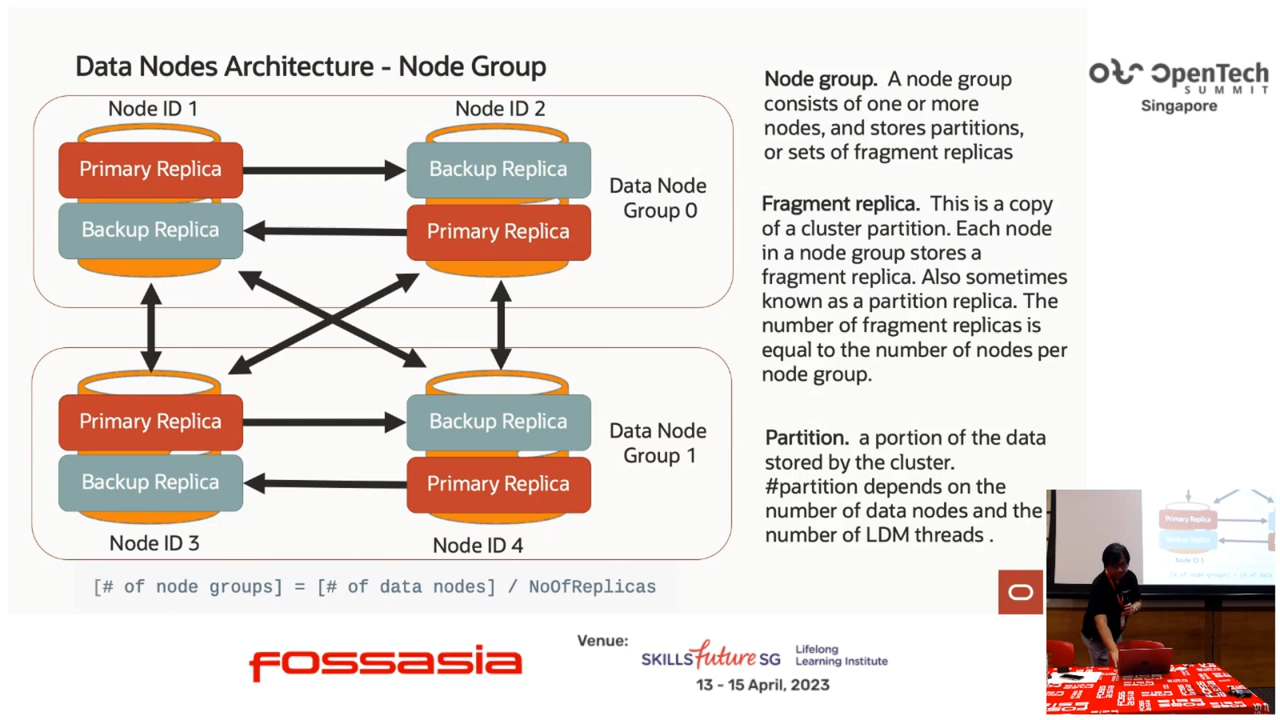 Data Nodes Architecture - Node Group
Node ID 1
Node ID 2
Primary Replica
Backup Replica
Backup Replica
Primary Replica
Data Node
Group 0
Primary Replica
Backup Replica
Backup Replica
Primary Replica
Data Node
Group 1
Node ID 3
Node ID 4
[# of node groups] = [# of data nodes] / NoOfReplicas
Node group. A node group
consists of one or more
nodes, and stores partitions,
or sets of fragment replicas
Fragment replica. This is a copy
of a cluster partition. Each node
in a node group stores a
fragment replica. Also sometimes
known as a partition replica. The
number of fragment replicas is
equal to the number of nodes per
node group.
Partition. a portion of the data
stored by the cluster.
#partition depends on the
number of data nodes and the
number of LDM threads .
OpenTech
SUMMIT
Singapore
Primary Replica
FOSSASIA
Venue:
SKILLSfuture SG
Lifelong
Learning Institute
13 - 15 April, 2023